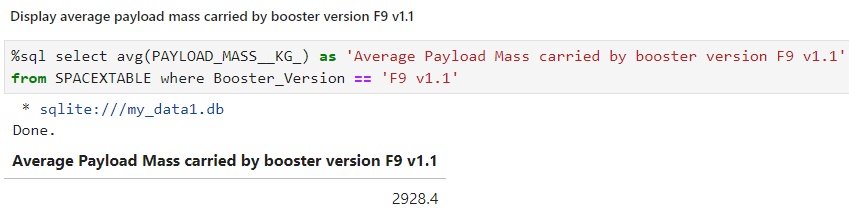 Display average payload mass carried by booster version F9 v1.1
%sql select avg(PAYLOAD_MASS__KG_) as 'Average Payload Mass carried by booster version F9 v1.1'
from SPACEXTABLE where Booster_Version == 'F9 v1.1'
* sqlite:///my_data1.db
Done.
Average Payload Mass carried by booster version F9 v1.1
2928.4